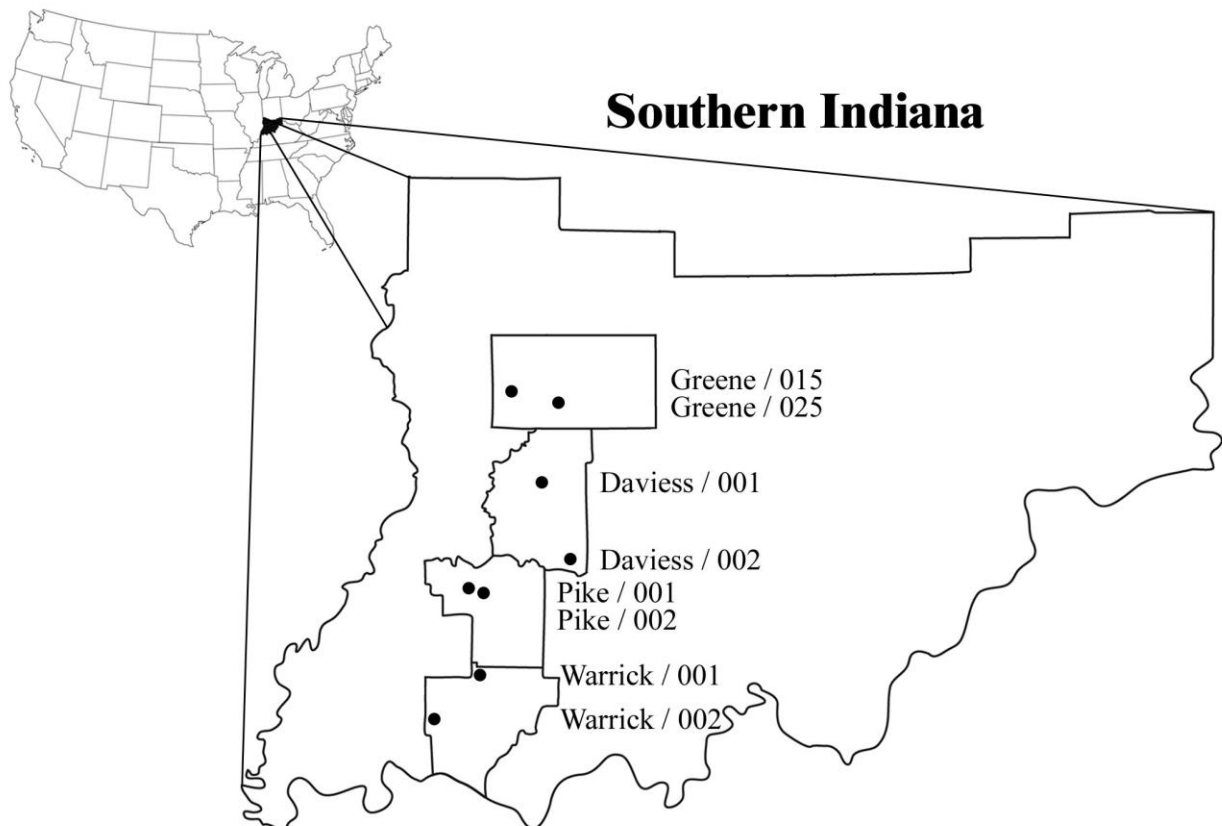 Southern Indiana
Greene / 015
Greene / 025
Daviess / 001
Daviess / 002
Pike / 001
Pike / 002
Warrick / 001
Warrick / 002